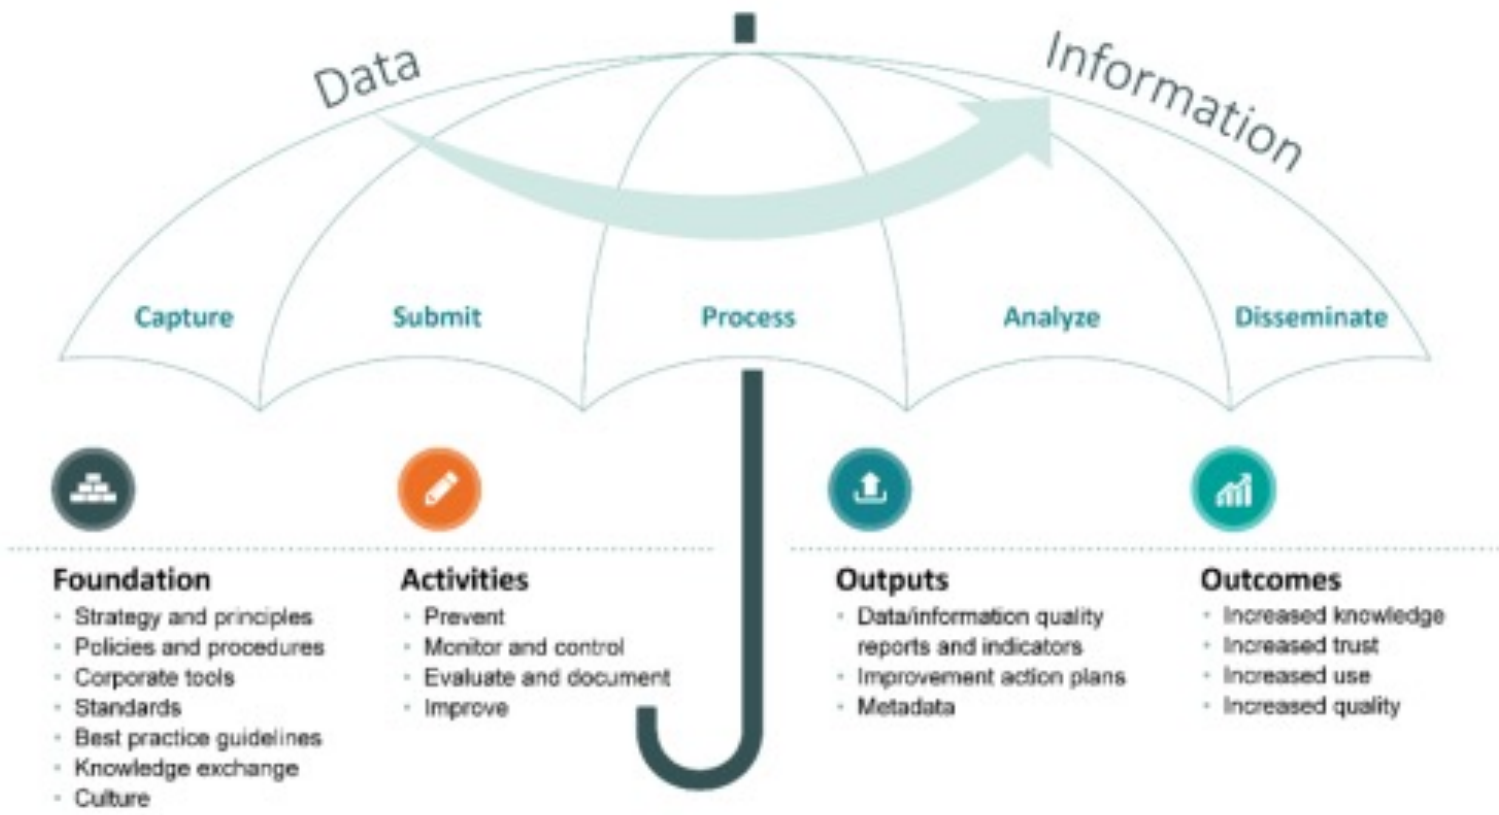 Data
Information
Capture
Submit
Process
Analyze
Disseminate
Foundation
Strategy and principles
Policies and procedures
Corporate tools
Standards
Best practice guidelines
Knowledge exchange
Culture
Activities
Prevent
Monitor and control
Evaluate and document
Improve
Outputs
Data/information quality
reports and indicators
Improvement action plans
Metadata
Outcomes
Increased knowledge
Increased trust
Increased use
Increased quality